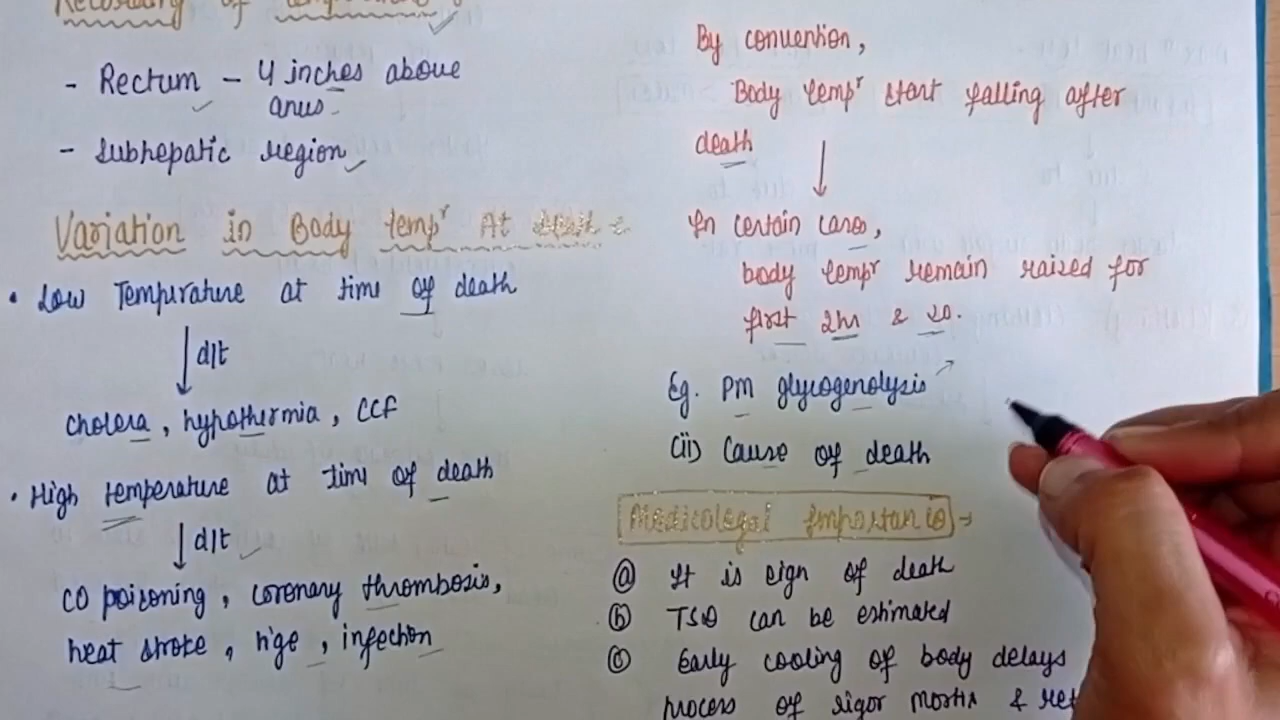 Recording of temperature :
- Rectum - 4 inches above
anus -
- Subhepatic region
Variation in Body tempr At death :
• Low Temperature at time of death
d/t
cholera, hypothermia, CCF
• High temperature at time of death
d/t
CO poisoning, coronary thrombosis,
heat stroke, h'ge, infection
By convention,
Body tempr start falling after
death
In certain cases,
body tempr remain raised for
first 2hr & so.
Eg. PM glycogenolysis
(ii) Cause of death
Medicolegal Importance →
(a) It is sign of death
(b) TSD can be estimated
(c) Early cooling of body delays
process of rigor mortis &